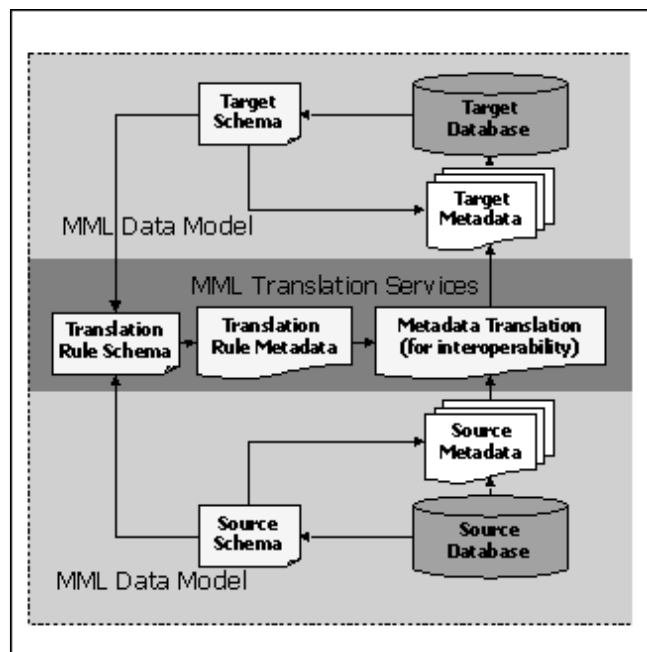 Target
Schema
Target
Database
Target
Metadata
MML Data Model
MML Translation Services
Translation
Rule Schema
Translation
Rule Metadata
Metadata Translation
(for interoperability)
Source
Metadata
Source
Schema
Source
Database
MML Data Model